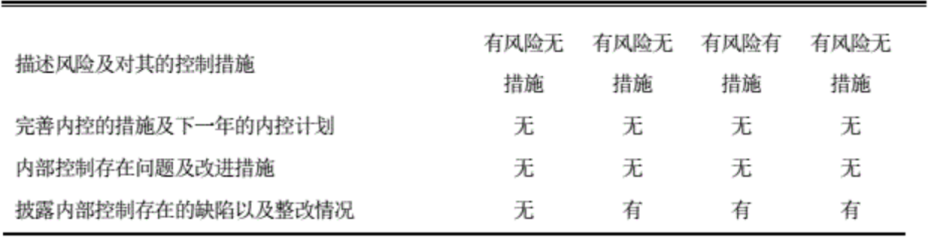 有风险无 有风险无 有风险有 有风险无
描述风险及对其的控制措施
措施 措施 措施 措施
完善内控的措施及下一年的内控计划 无 无 无 无
内部控制存在问题及改进措施 无 无 无 无
披露内部控制存在的缺陷以及整改情况 无 有 有 有